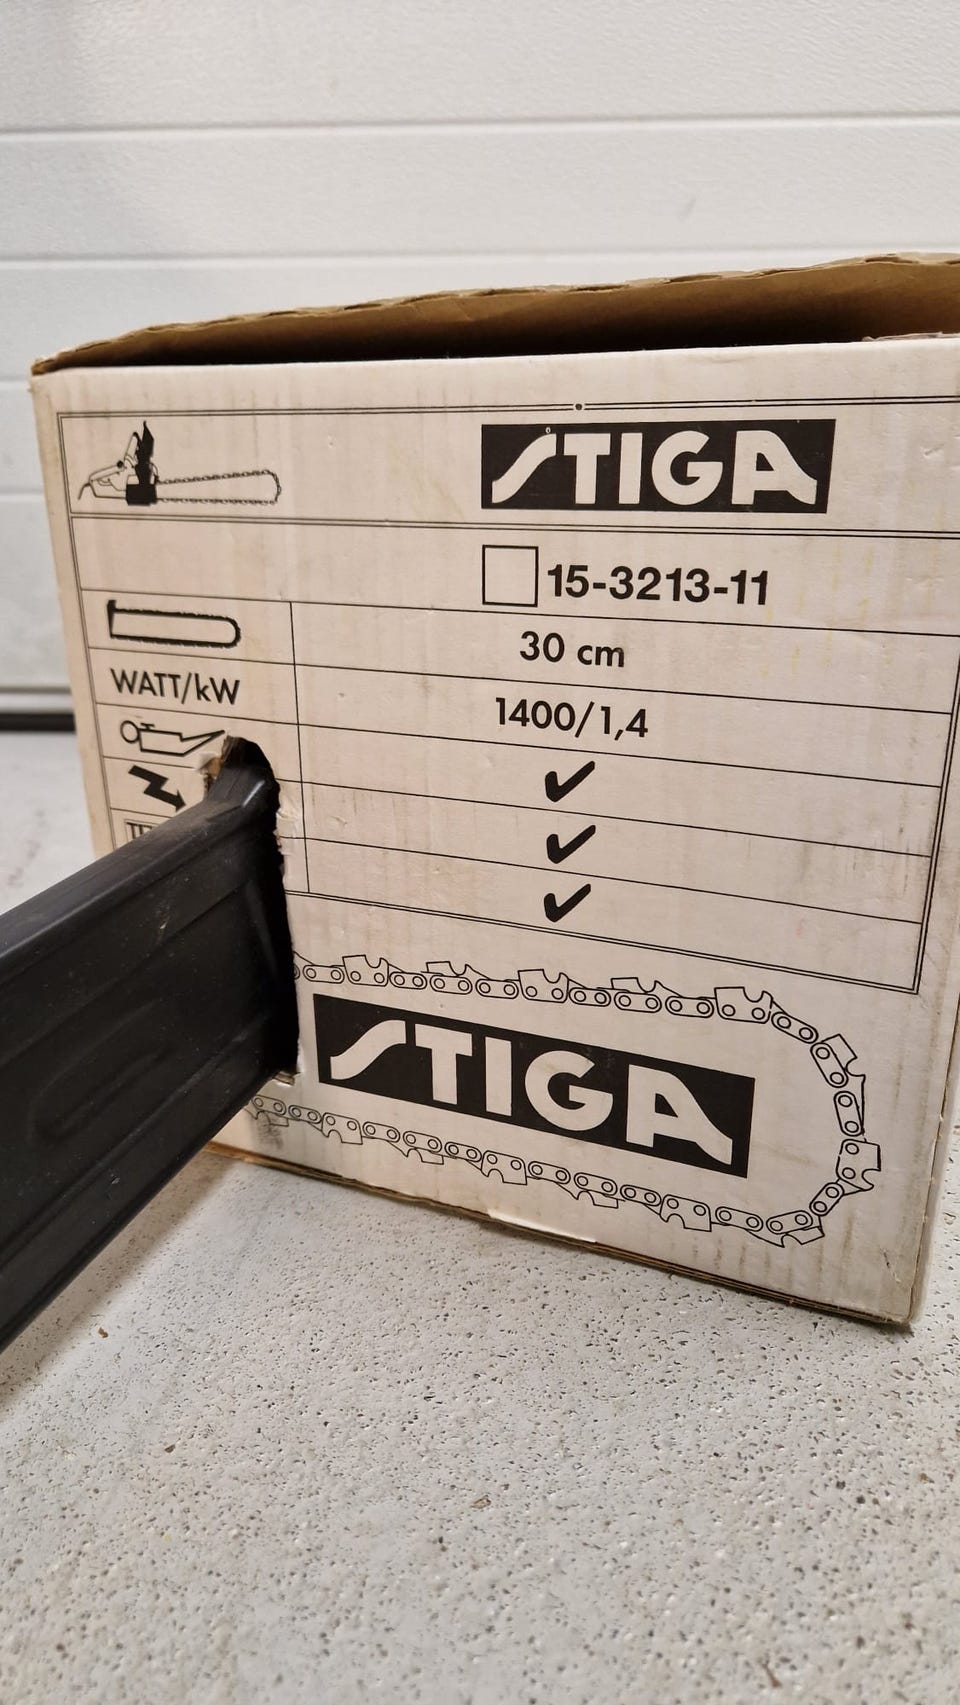 STIGA
15-3213-11
30 cm
WATT/kW
1400/1,4
STIGA